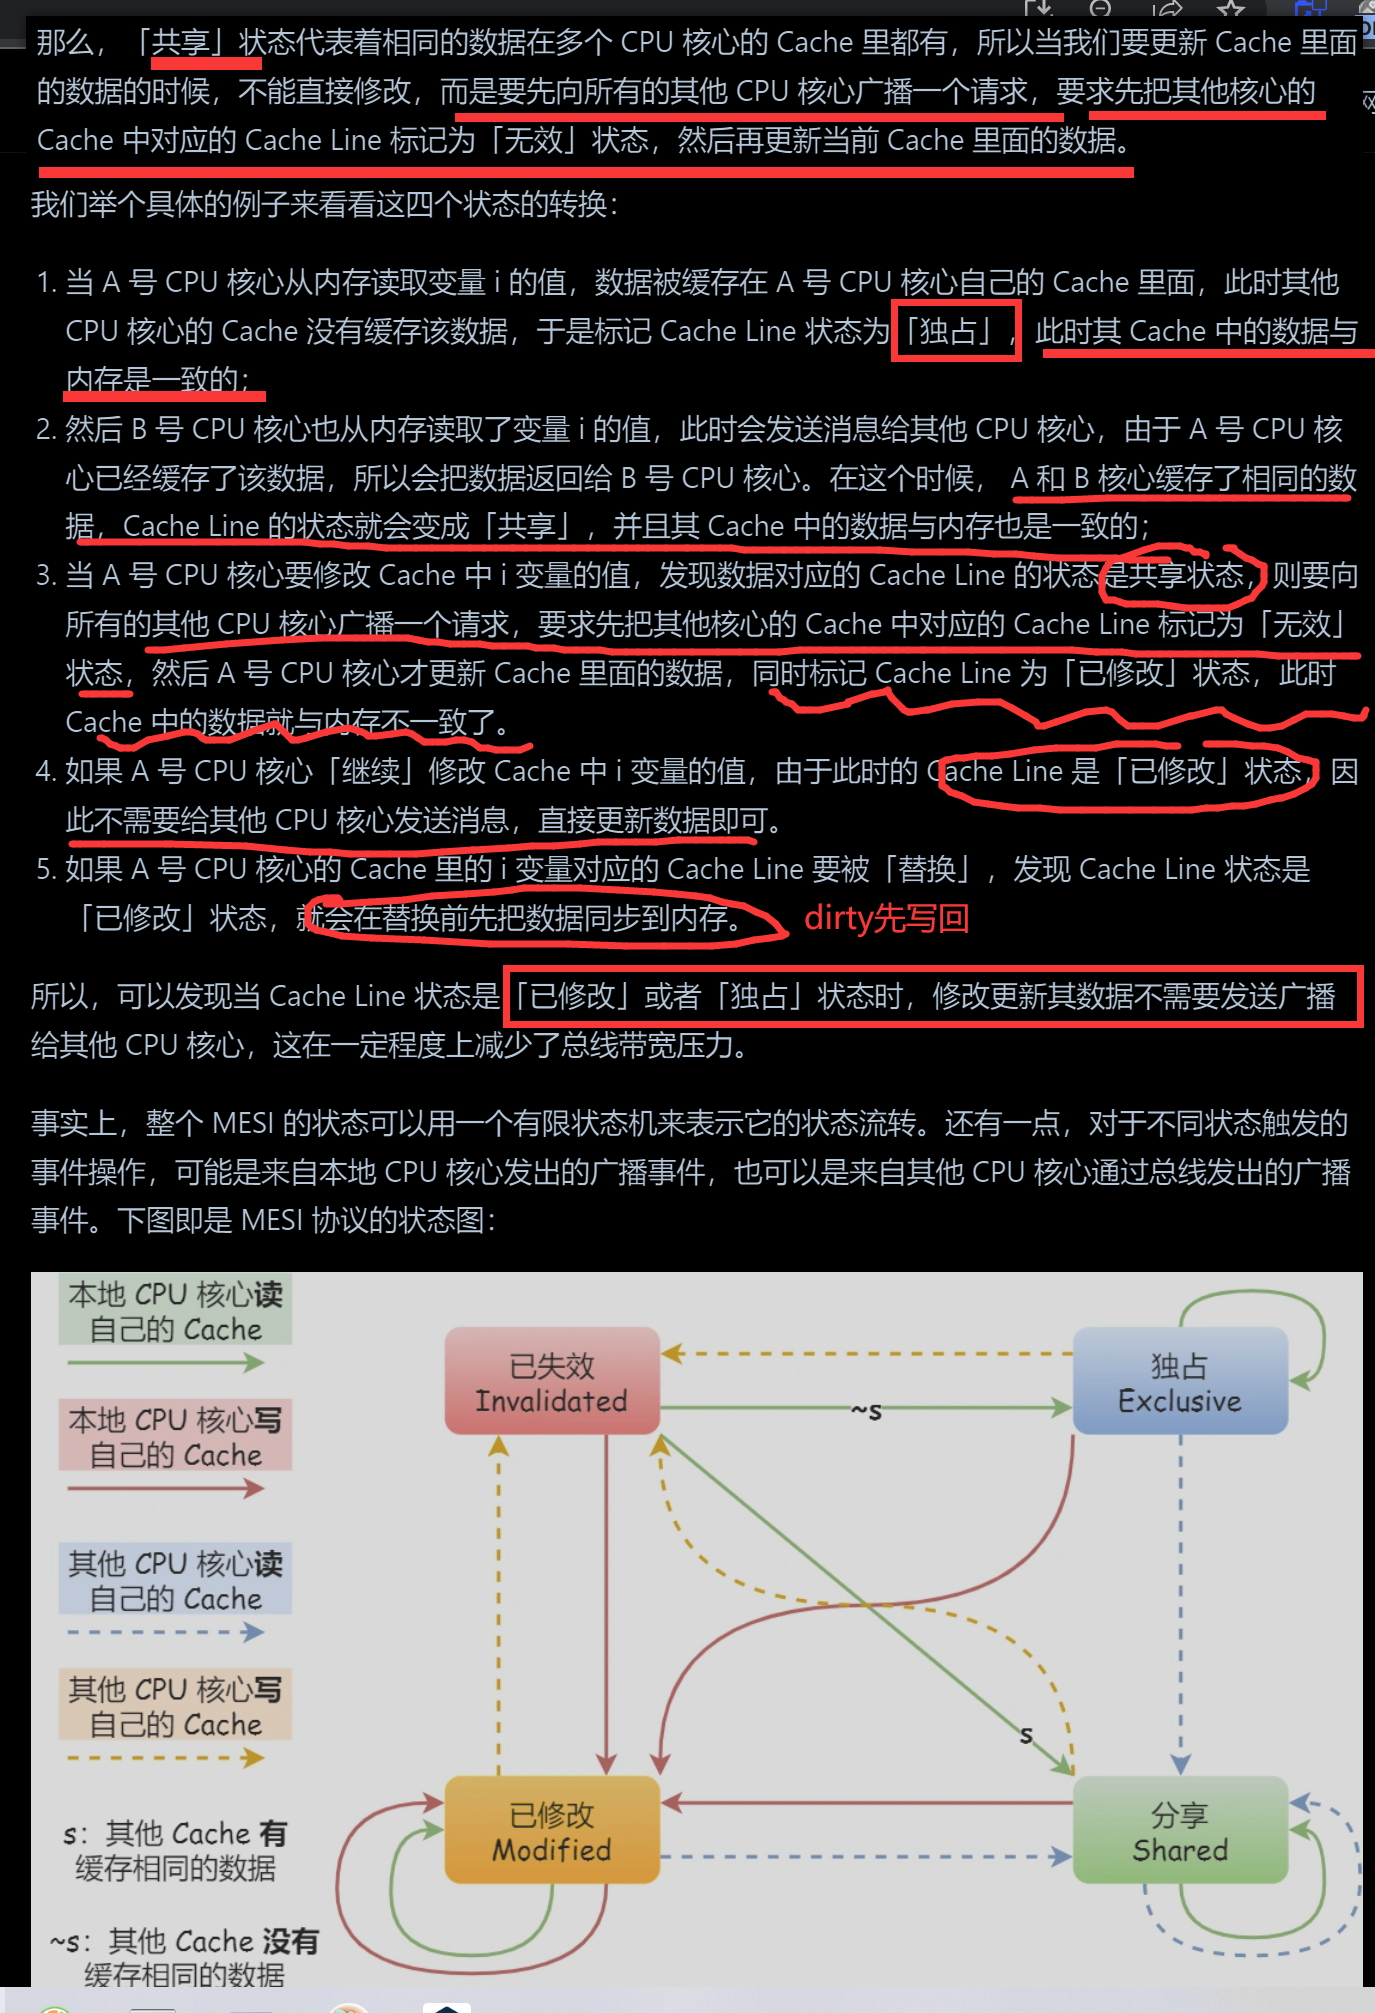 那么，「共享」状态代表着相同的数据在多个 CPU 核心的 Cache 里都有，所以当我们要更新 Cache 里面
的数据的时候，不能直接修改，而是要先向所有的其他 CPU 核心广播一个请求，要求先把其他核心的
Cache 中对应的 Cache Line 标记为「无效」状态，然后再更新当前 Cache 里面的数据。
我们举个具体的例子来看看这四个状态的转换：
1. 当 A 号 CPU 核心从内存读取变量 i 的值，数据被缓存在 A 号 CPU 核心自己的 Cache 里面，此时其他
CPU 核心的 Cache 没有缓存该数据，于是标记 Cache Line 状态为「独占」，此时其 Cache 中的数据与
内存是一致的；
2. 然后 B 号 CPU 核心也从内存读取了变量 i 的值，此时会发送消息给其他 CPU 核心，由于 A 号 CPU 核
心已经缓存了该数据，所以会把数据返回给 B 号 CPU 核心。在这个时候， A 和 B 核心缓存了相同的数
据，Cache Line 的状态就会变成「共享」，并且其 Cache 中的数据与内存也是一致的；
3. 当 A 号 CPU 核心要修改 Cache 中 i 变量的值，发现数据对应的 Cache Line 的状态是共享状态，则要向
所有的其他 CPU 核心广播一个请求，要求先把其他核心的 Cache 中对应的 Cache Line 标记为「无效」
状态，然后 A 号 CPU 核心才更新 Cache 里面的数据，同时标记 Cache Line 为「已修改」状态，此时
Cache 中的数据就与内存不一致了。
4. 如果 A 号 CPU 核心「继续」修改 Cache 中 i 变量的值，由于此时的 Cache Line 是「已修改」状态，因
此不需要给其他 CPU 核心发送消息，直接更新数据即可。
5. 如果 A 号 CPU 核心的 Cache 里的 i 变量对应的 Cache Line 要被「替换」，发现 Cache Line 状态是
「已修改」状态，就会在替换前先把数据同步到内存。 dirty先写回
所以，可以发现当 Cache Line 状态是「已修改」或者「独占」状态时，修改更新其数据不需要发送广播
给其他 CPU 核心，这在一定程度上减少了总线带宽压力。
事实上，整个 MESI 的状态可以用一个有限状态机来表示它的状态流转。还有一点，对于不同状态触发的
事件操作，可能是来自本地 CPU 核心发出的广播事件，也可以是来自其他 CPU 核心通过总线发出的广播
事件。下图即是 MESI 协议的状态图：
本地 CPU 核心读
自己的 Cache
本地 CPU 核心写
自己的 Cache
其他 CPU 核心读
自己的 Cache
其他 CPU 核心写
自己的 Cache
s：其他 Cache 有
缓存相同的数据
~s：其他 Cache 没有
缓存相同的数据
已失效
Invalidated
~s
独占
Exclusive
s
已修改
Modified
分享
Shared